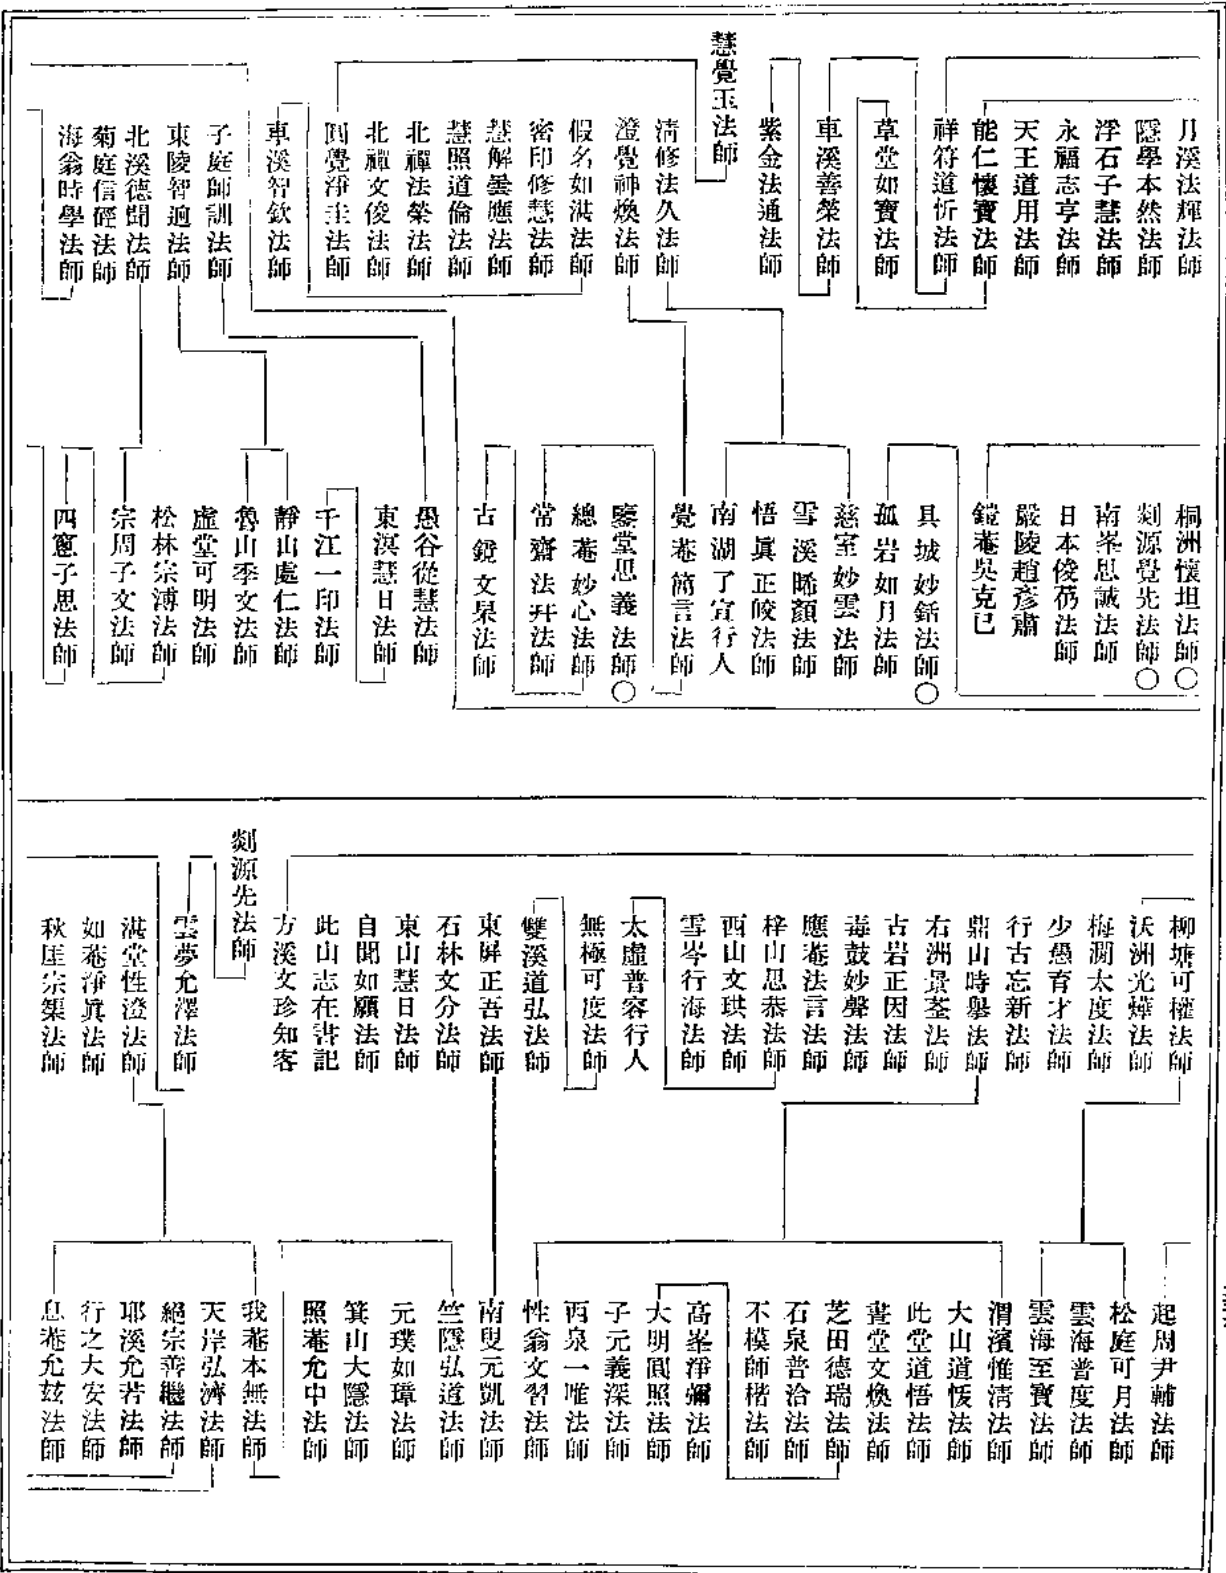 月溪法輝法師
隱學本然法師
浮石子慧法師
永福志亨法師
天王道用法師
能仁懷寶法師
草堂如寶法師
祥符道忻法師
車溪善榮法師
紫金法通法師
慧覺玉法師
清修法久法師
澄覺神煥法師
假名如湛法師
密印修慧法師
慧解曇應法師
慧照道倫法師
北禪法榮法師
北禪文俊法師
圓覺淨圭法師
車溪智欽法師
子庭師訓法師
東陵智逈法師
北溪德聞法師
菊庭信法師
海翁時學法師
桐洲懷坦法師○
剡源覺先法師○
南峯思誠法師
日本俊芿法師
嚴陵趙彥肅
鎧菴吳克已
具城妙銛法師○
孤岩如月法師
慈室妙雲法師
雪溪晞顏法師
悟眞正皎法師
南湖了宜行人
覺菴簡言法師
鑒堂思義法師○
總菴妙心法師
常齋法法師
古鏡文杲法師
愚谷從慧法師
東溟慧日法師
千江一印法師
靜山處仁法師
魯山季文法師
虛堂可明法師
松林宗溥法師
宗周子文法師
四窻子思法師
柳塘可權法師
沃洲光燁法師
梅澗太度法師
少愚育才法師
行古忘新法師
鼎山時舉法師
右洲景荃法師
古岩正因法師
毒鼓妙聲法師
應菴法言法師
梓山思恭法師
西山文珙法師
雪岑行海法師
太虛普容行人
無極可度法師
雙溪道弘法師
東屏正吾法師
石林文分法師
東山慧日法師
自聞如願法師
此山志在書記
方溪文珍知客
剡源先法師
雲夢允澤法師
湛堂性澄法師
如菴淨眞法師
秋崖宗集法師
起周尹輔法師
松庭可月法師
雲海普度法師
雲海至寶法師
渭濱惟清法師
大山道恢法師
此堂道悟法師
晝堂文煥法師
芝田德瑞法師
石泉普洽法師
不模師楷法師
高峯淨彌法師
大明圓照法師
子元義深法師
西泉一唯法師
性翁文習法師
南叟元凱法師
竺隱弘道法師
元璞如璋法師
箕山大隱法師
照菴允中法師
我菴本無法師
天岸弘濟法師
絕宗善繼法師
耶溪允若法師
行之大安法師
息菴允玆法師